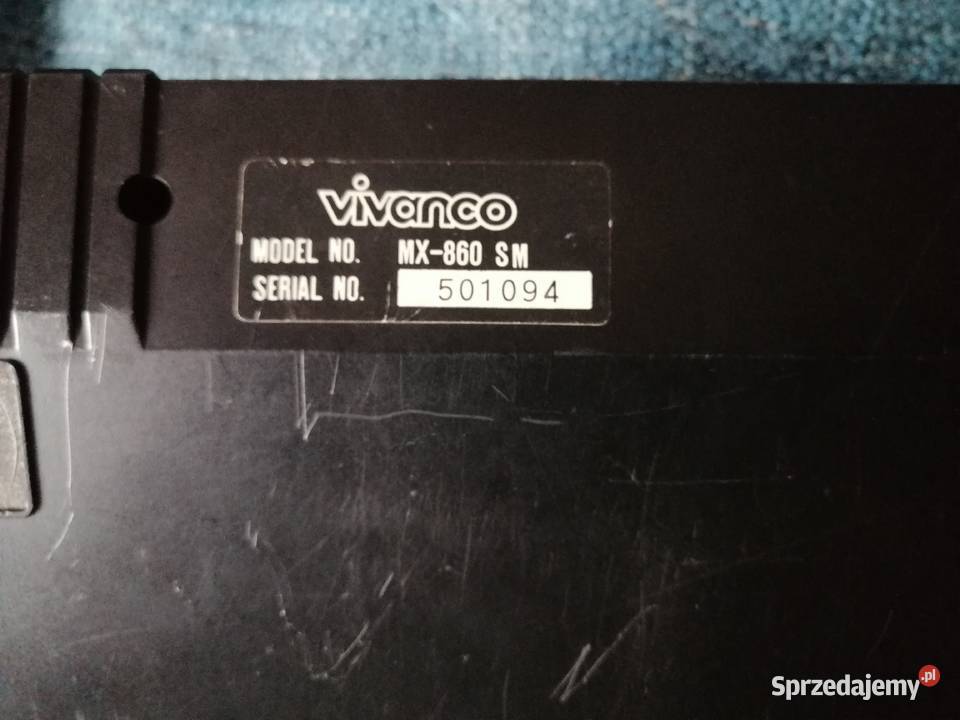 vivanco
MODEL NO. MX-860 SM
SERIAL NO. 501094
Sprzedajemy.pl